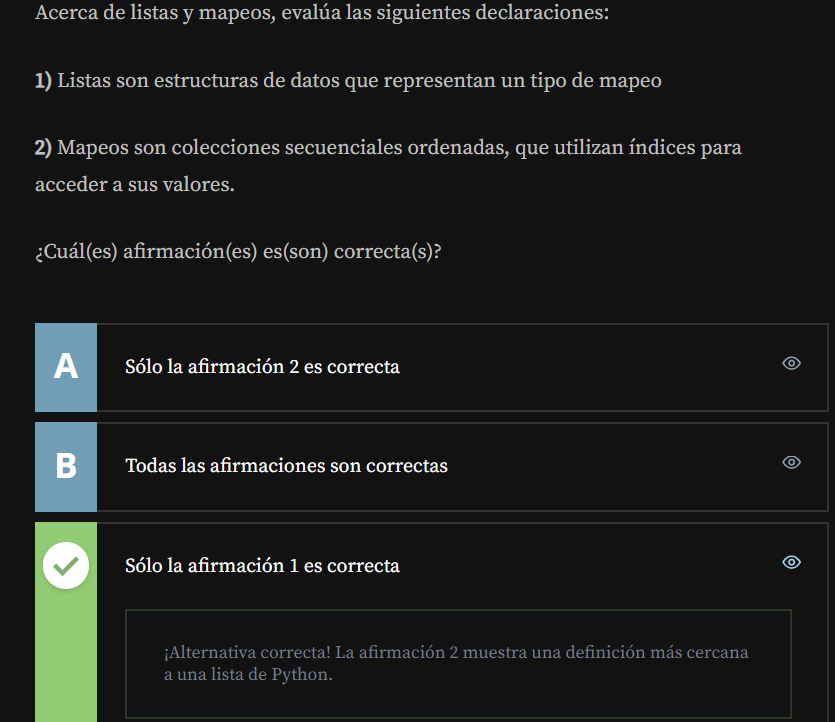 Acerca de listas y mapeos, evalúa las siguientes declaraciones:
1) Listas son estructuras de datos que representan un tipo de mapeo
2) Mapeos son colecciones secuenciales ordenadas, que utilizan índices para
acceder a sus valores.
¿Cuál(es) afirmación(es) es(son) correcta(s)?
A Sólo la afirmación 2 es correcta
B Todas las afirmaciones son correctas
Sólo la afirmación 1 es correcta
¡Alternativa correcta! La afirmación 2 muestra una definición más cercana
a una lista de Python.